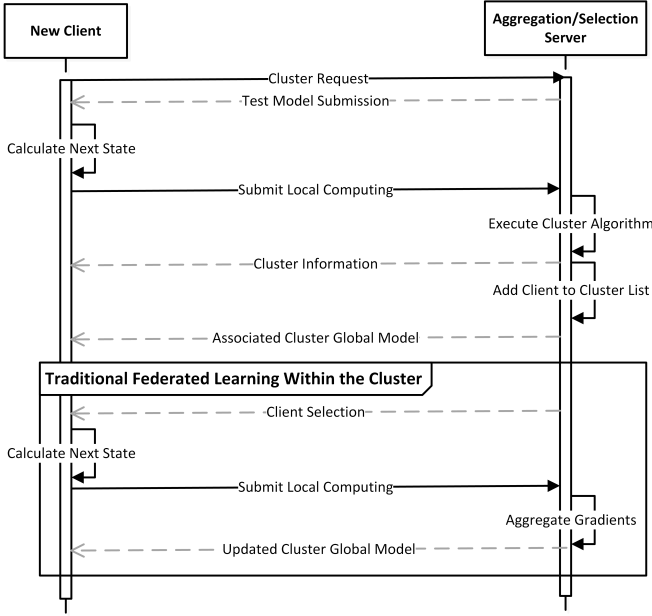 New Client
Aggregation/Selection
Server
Cluster Request
Test Model Submission
Calculate Next State
Submit Local Computing
Execute Cluster Algorithm
Cluster Information
Add Client to Cluster List
Associated Cluster Global Model
Traditional Federated Learning Within the Cluster
Client Selection
Calculate Next State
Submit Local Computing
Aggregate Gradients
Updated Cluster Global Model